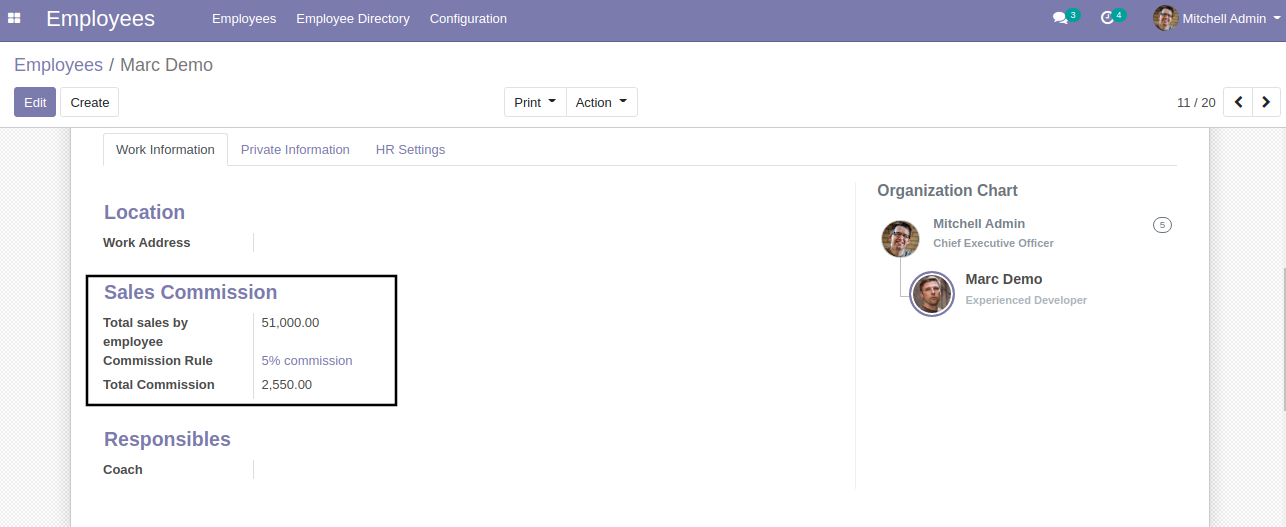 Employees Employees Employee Directory Configuration 3 4 Mitchell Admin
Employees / Marc Demo
Edit Create Print Action 11 / 20
Work Information Private Information HR Settings
Location
Work Address
Sales Commission
Total sales by employee 51,000.00
Commission Rule 5% commission
Total Commission 2,550.00
Responsibles
Coach
Organization Chart
Mitchell Admin 5
Chief Executive Officer
Marc Demo
Experienced Developer